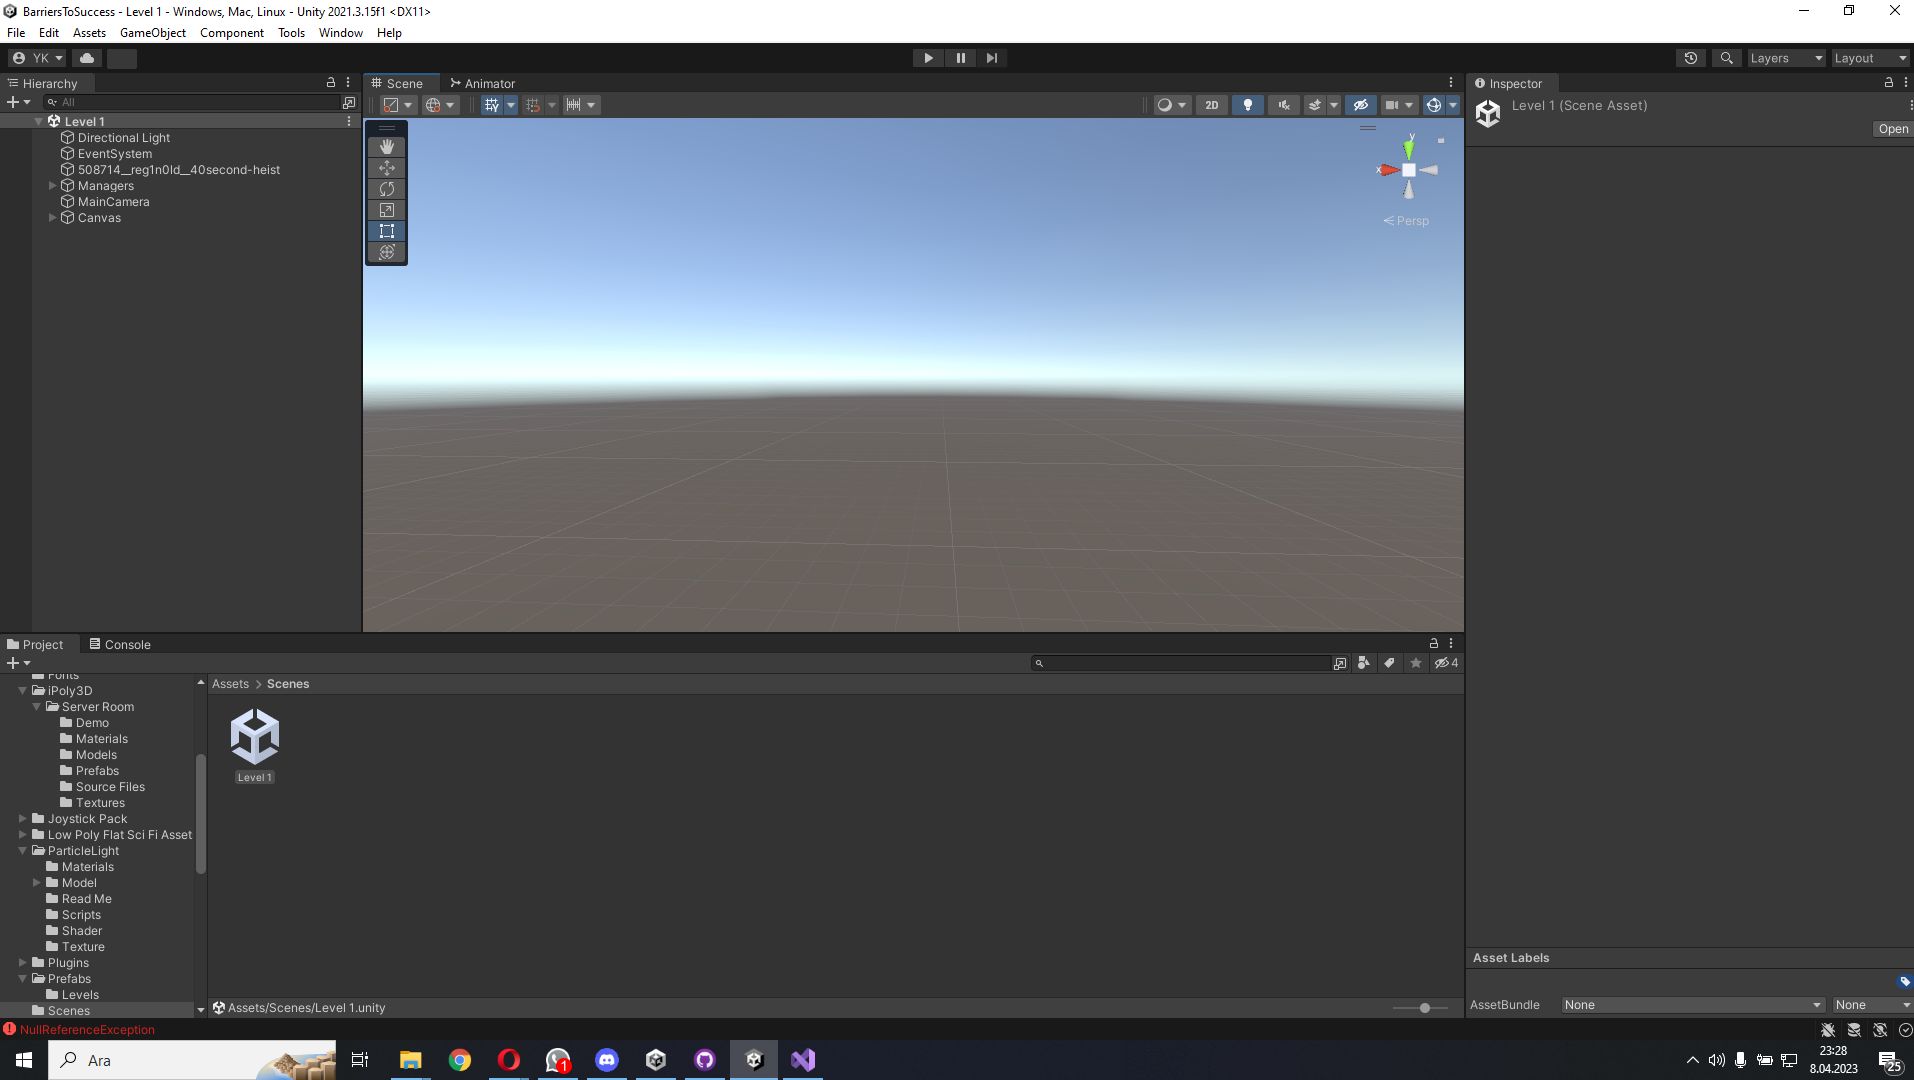 BarriersToSuccess - Level 1 - Windows, Mac, Linux - Unity 2021.3.15f1 <DX11>
File Edit Assets GameObject Component Tools Window Help
YK
Layers Layout
Hierarchy
All
Level 1
Directional Light
EventSystem
508714__reg1n0ld__40second-heist
Managers
MainCamera
Canvas
Scene Animator
2D
y
x
Persp
Inspector
Level 1 (Scene Asset)
Open
Project Console
4
Fonts
iPoly3D
Server Room
Demo
Materials
Models
Prefabs
Source Files
Textures
Joystick Pack
Low Poly Flat Sci Fi Asset
ParticleLight
Materials
Model
Read Me
Scripts
Shader
Texture
Plugins
Prefabs
Levels
Scenes
Assets > Scenes
Level 1
Assets/Scenes/Level 1.unity
Asset Labels
AssetBundle None None
NullReferenceException
Ara
1
23:28
8.04.2023
25